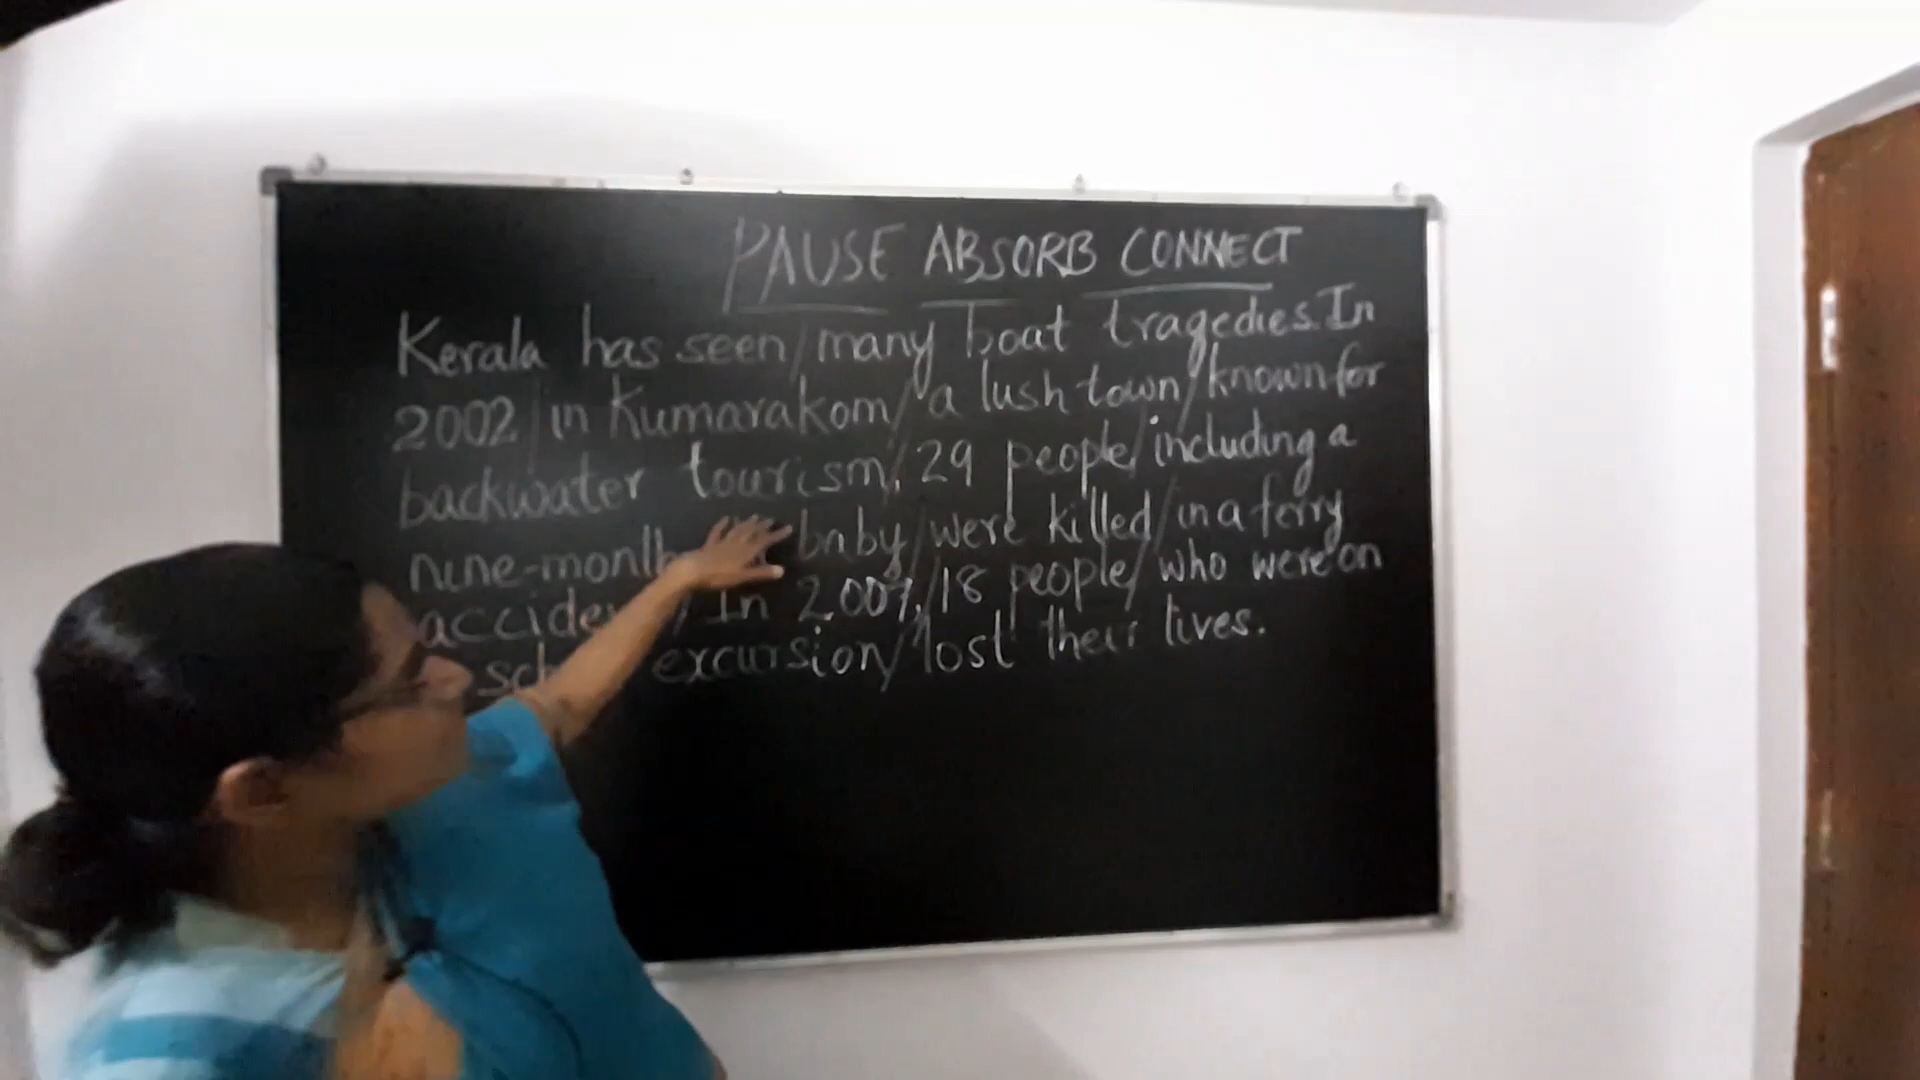 PAUSE ABSORB CONNECT
Kerala has seen/many boat tragedies. In
2002/in Kumarakom/a lush town/known for
backwater tourism,/29 people/including a
nine-month baby/were killed/in a ferry
/In 2007,/18 people/who were on
excursion/lost their lives.